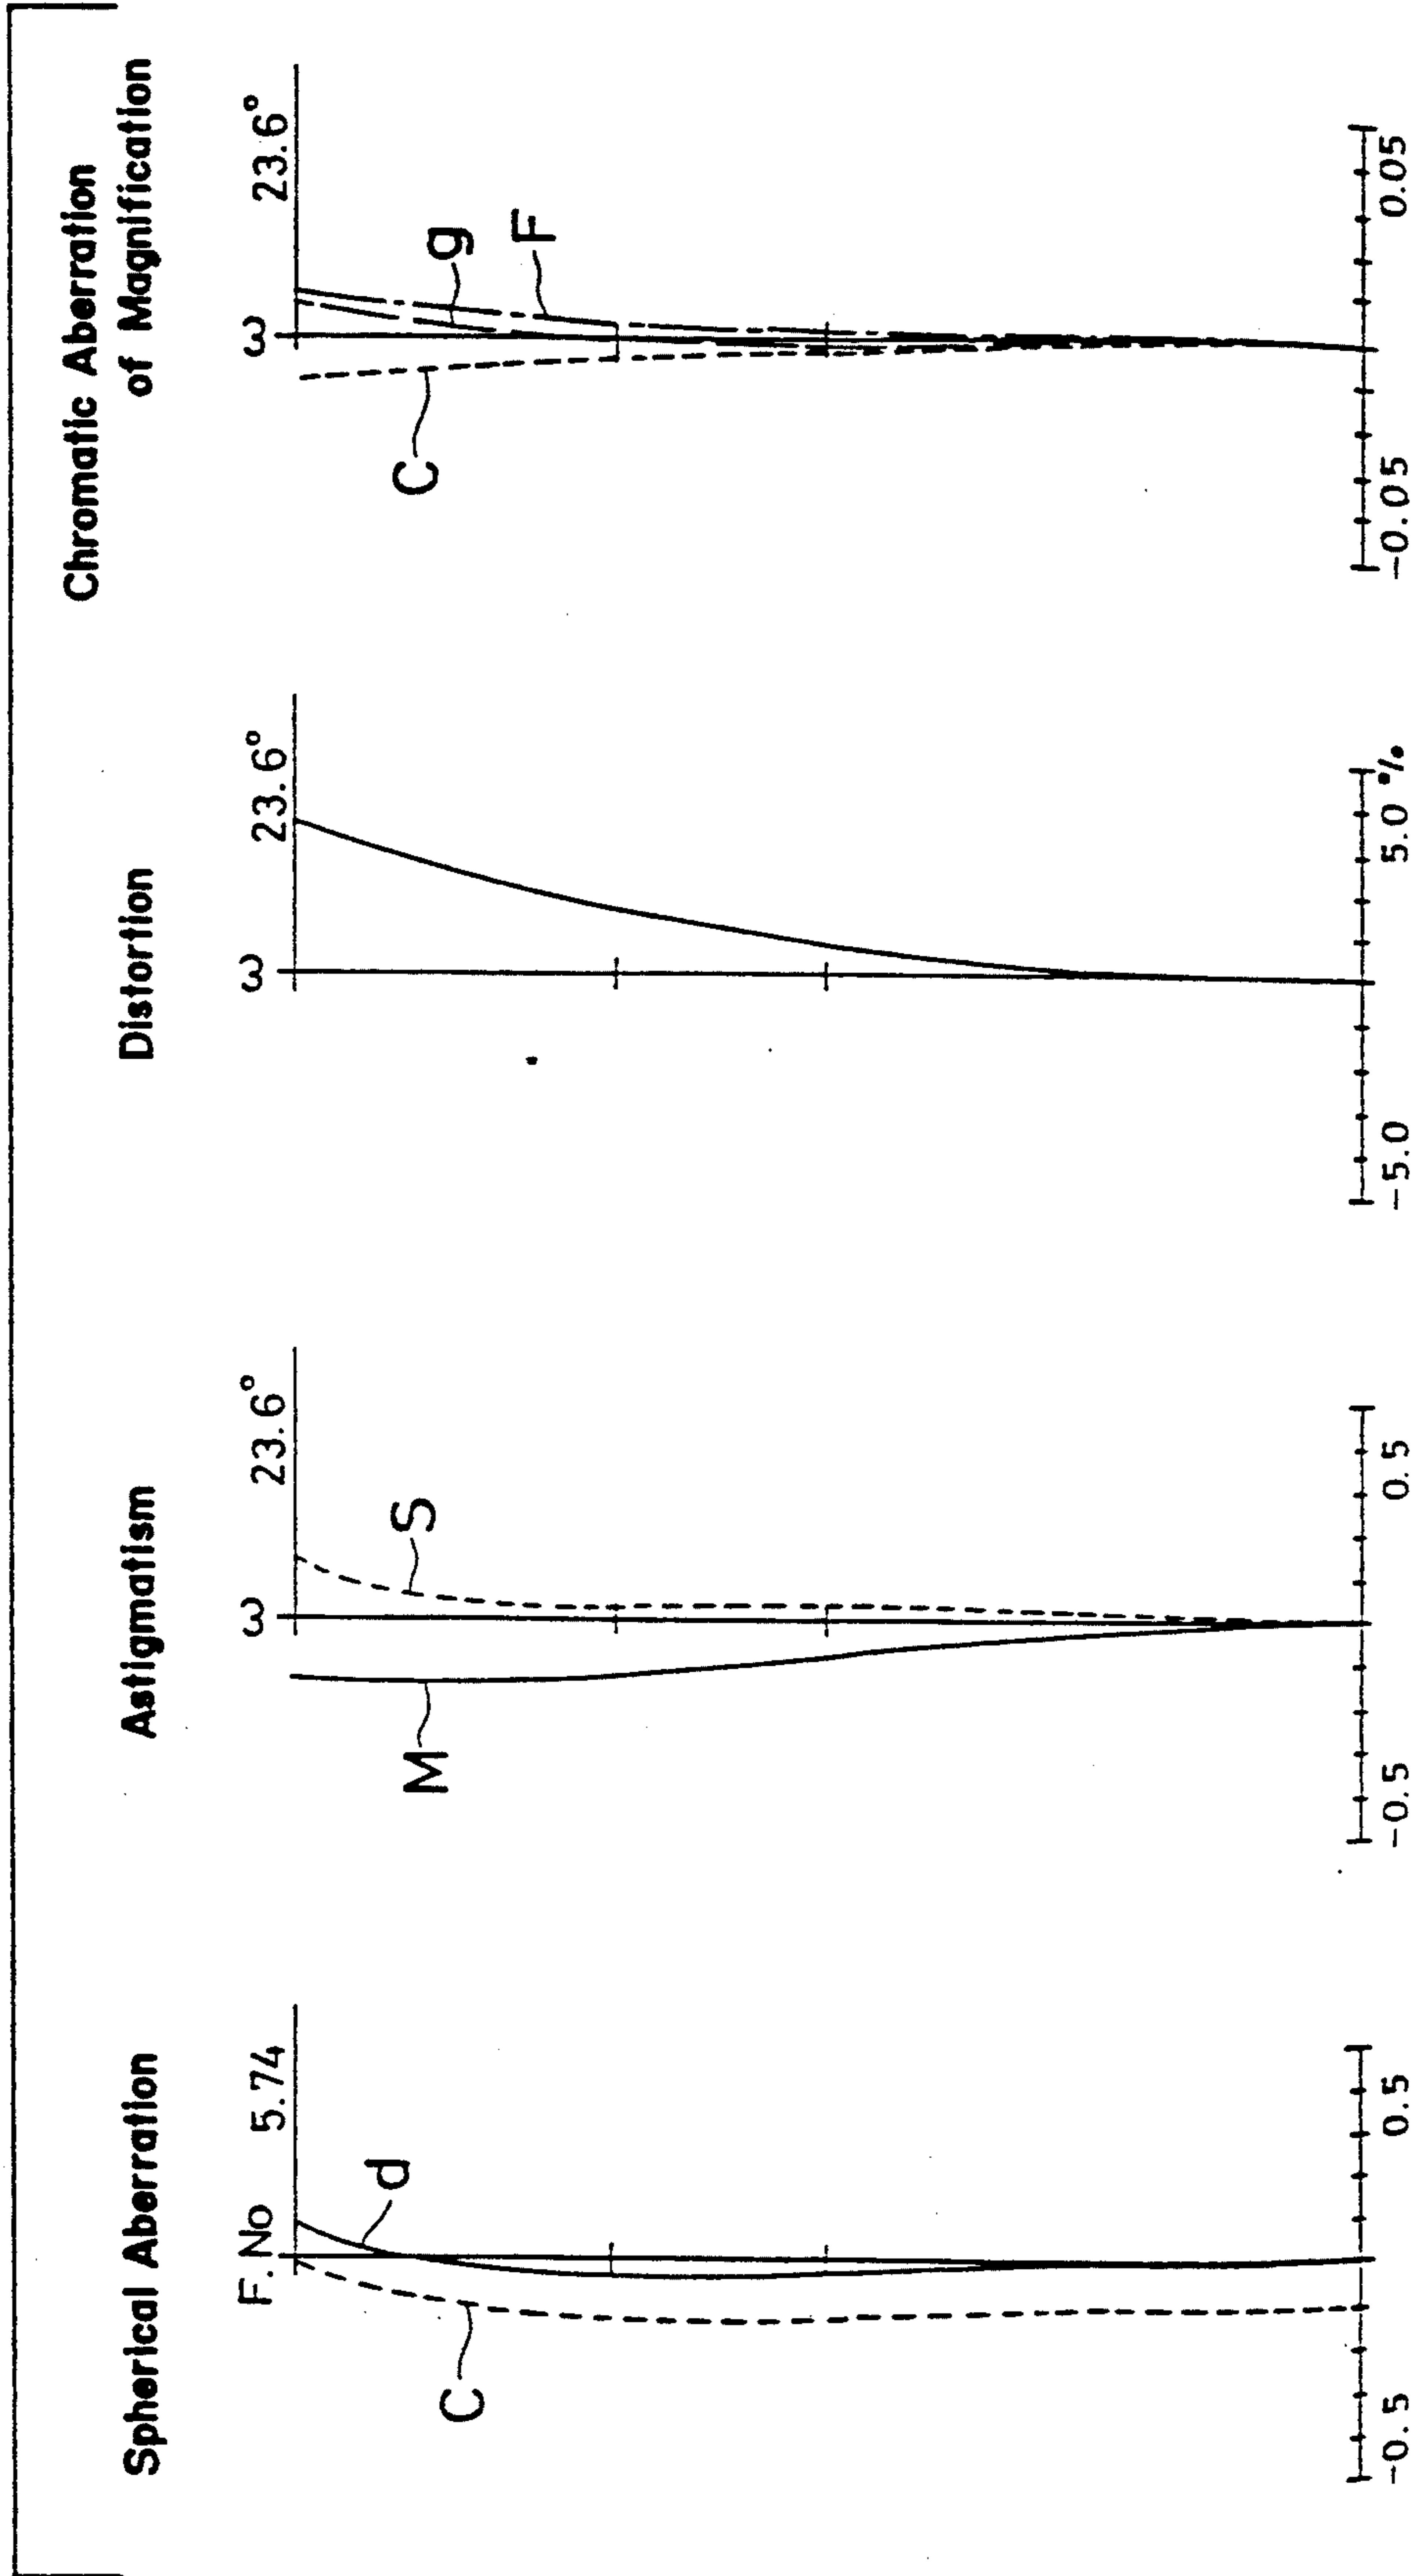 Spherical Aberration
F. No 5.74
d
C
-0.5 0.5
Astigmatism
ω 23.6°
S
M
-0.5 0.5
Distortion
ω 23.6°
-5.0 5.0 %
Chromatic Aberration
of Magnification
ω 23.6°
g
F
C
-0.05 0.05